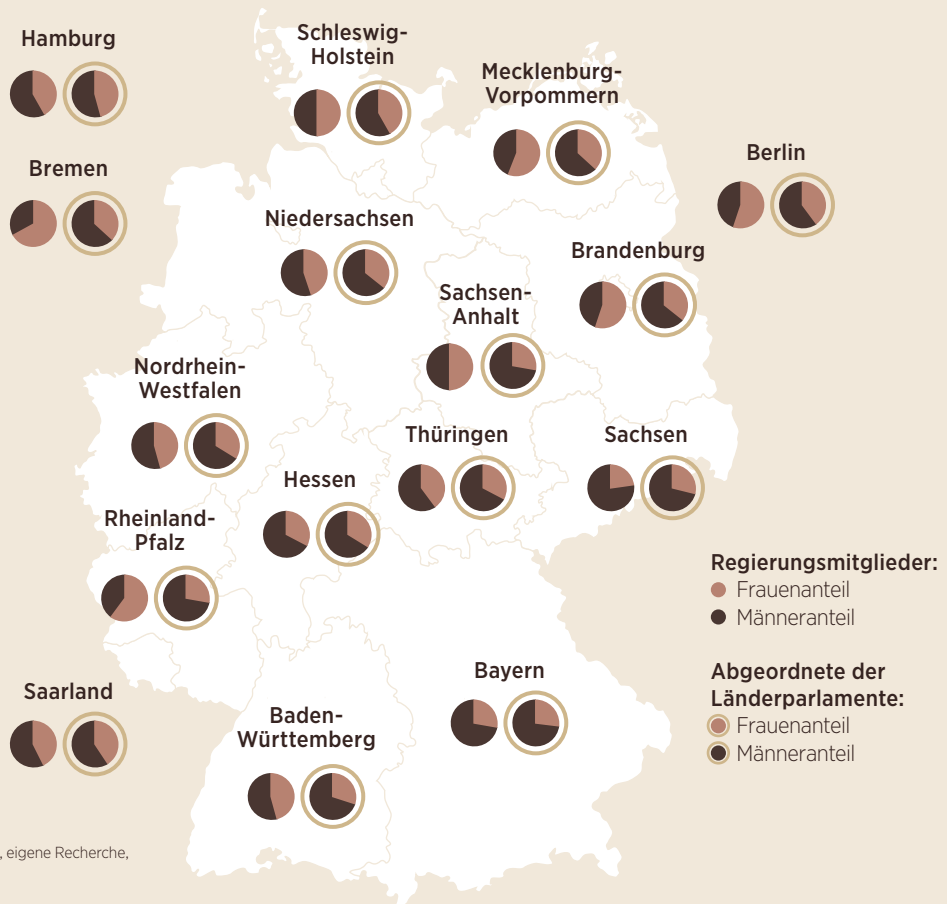 Hamburg
Schleswig-
Holstein
Mecklenburg-
Vorpommern
Berlin
Bremen
Niedersachsen
Brandenburg
Sachsen-
Anhalt
Nordrhein-
Westfalen
Thüringen
Sachsen
Hessen
Rheinland-
Pfalz
Regierungsmitglieder:
Frauenanteil
Männeranteil
Abgeordnete der
Länderparlamente:
Frauenanteil
Männeranteil
Bayern
Saarland
Baden-
Württemberg
, eigene Recherche,